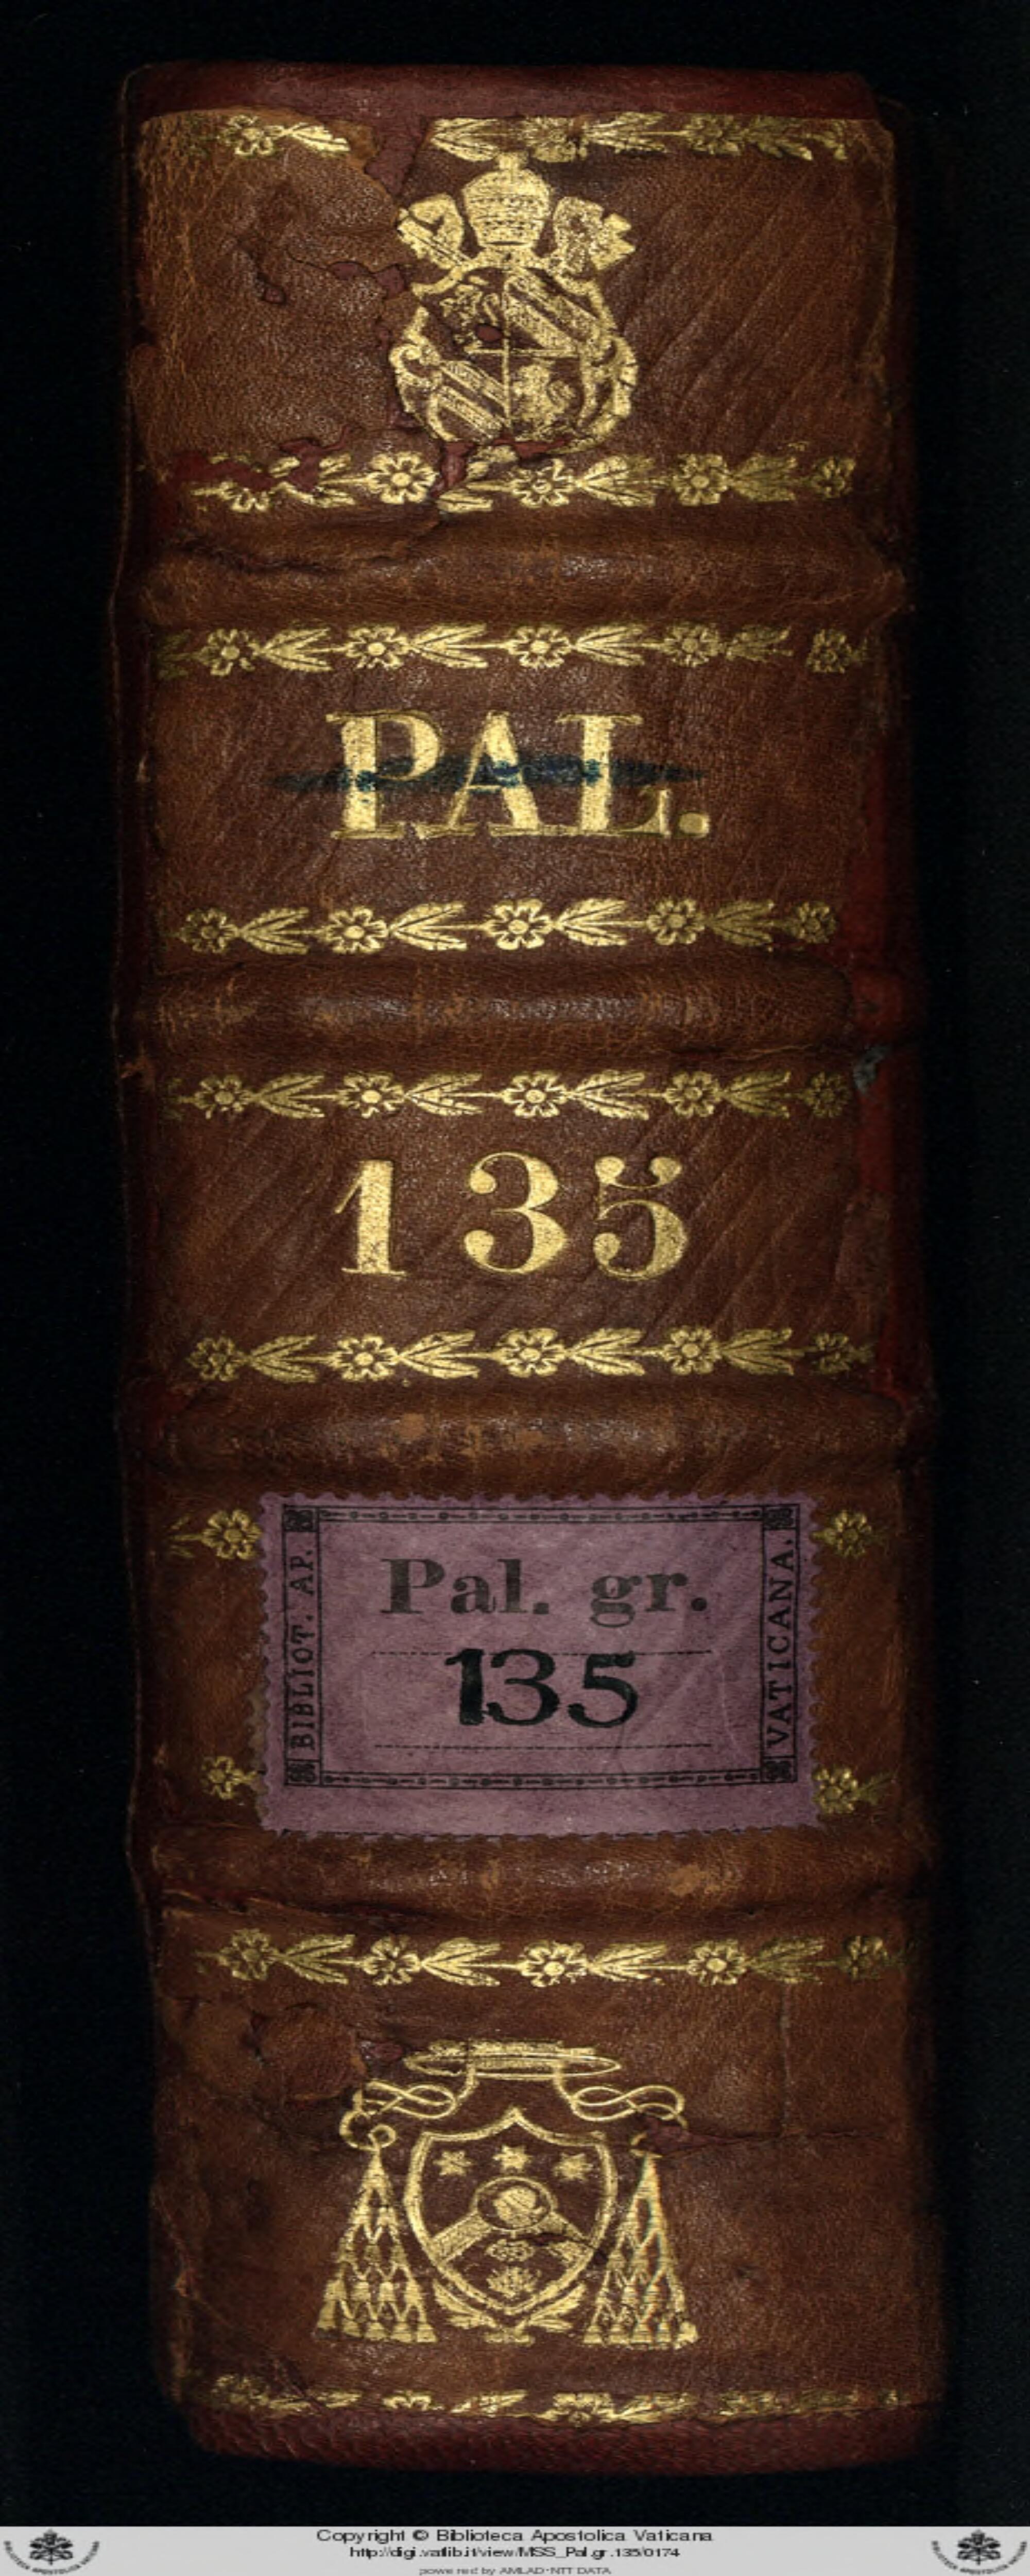 PAL.
135
BIBLIOT. AP.
Pal. gr.
135
VATICANA.
Copyright © Biblioteca Apostolica Vaticana
http://digi.vatlib.it/view/MSS_Pal.gr.135/0174
powered by AMLAD-NTT DATA